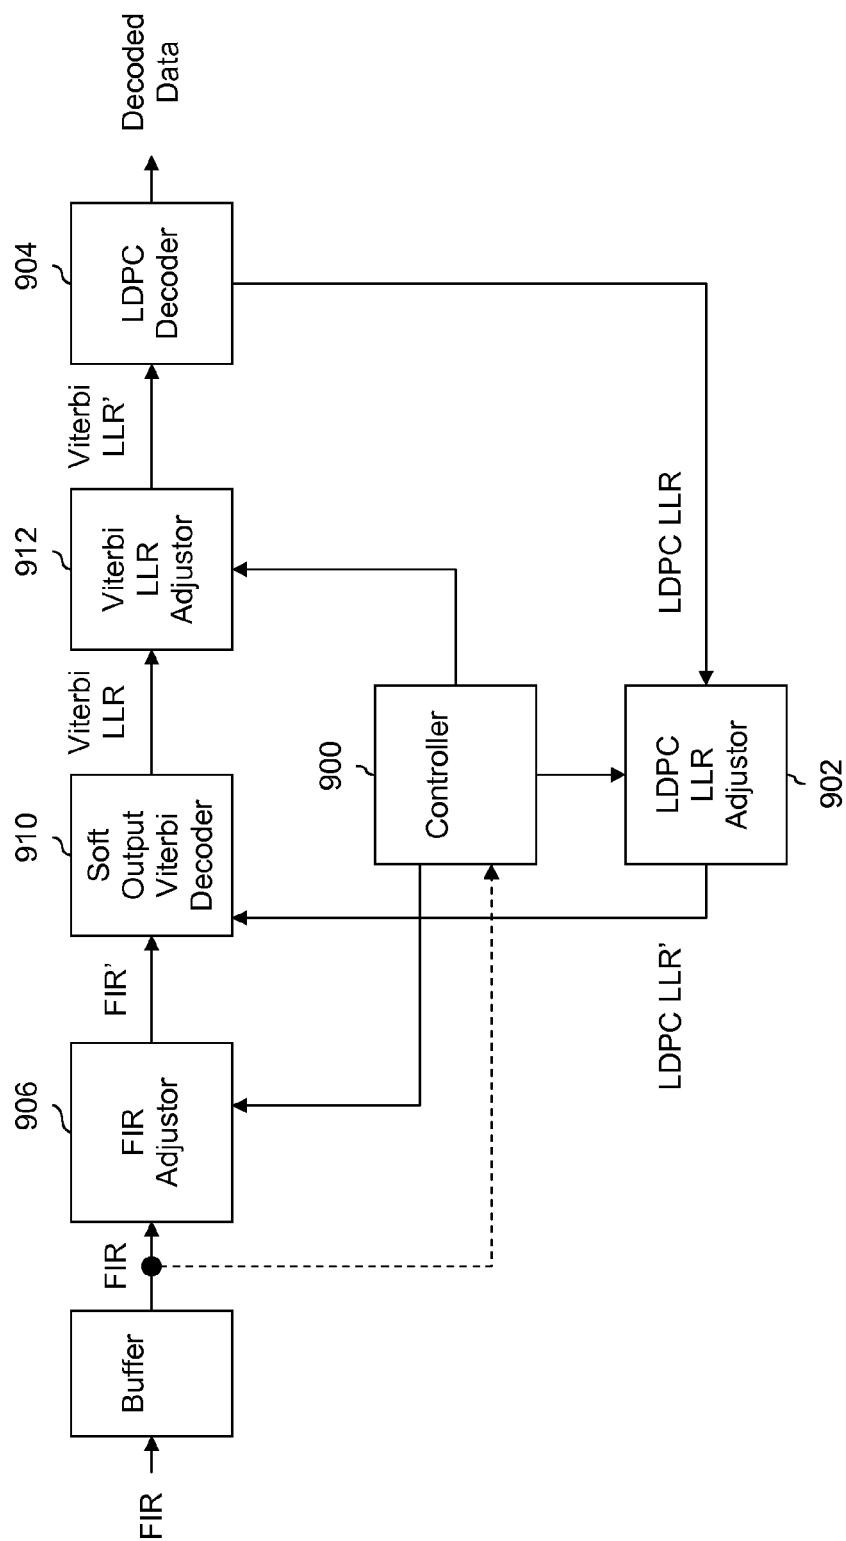 FIR
Buffer
FIR
906
FIR
Adjustor
FIR'
910
Soft
Output
Viterbi
Decoder
Viterbi
LLR
912
Viterbi
LLR
Adjustor
Viterbi
LLR'
904
LDPC
Decoder
Decoded
Data
900
Controller
LDPC LLR'
LDPC
LLR
Adjustor
902
LDPC LLR